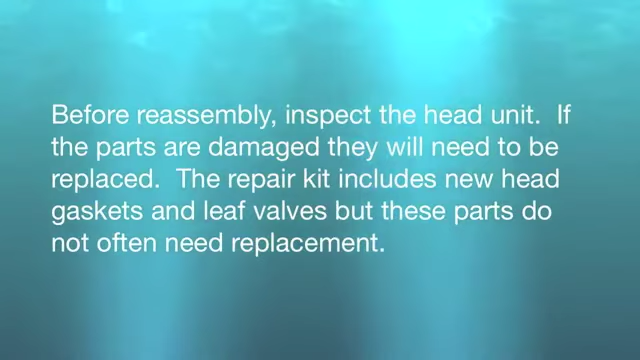 Before reassembly, inspect the head unit.  If
the parts are damaged they will need to be
replaced.  The repair kit includes new head
gaskets and leaf valves but these parts do
not often need replacement.